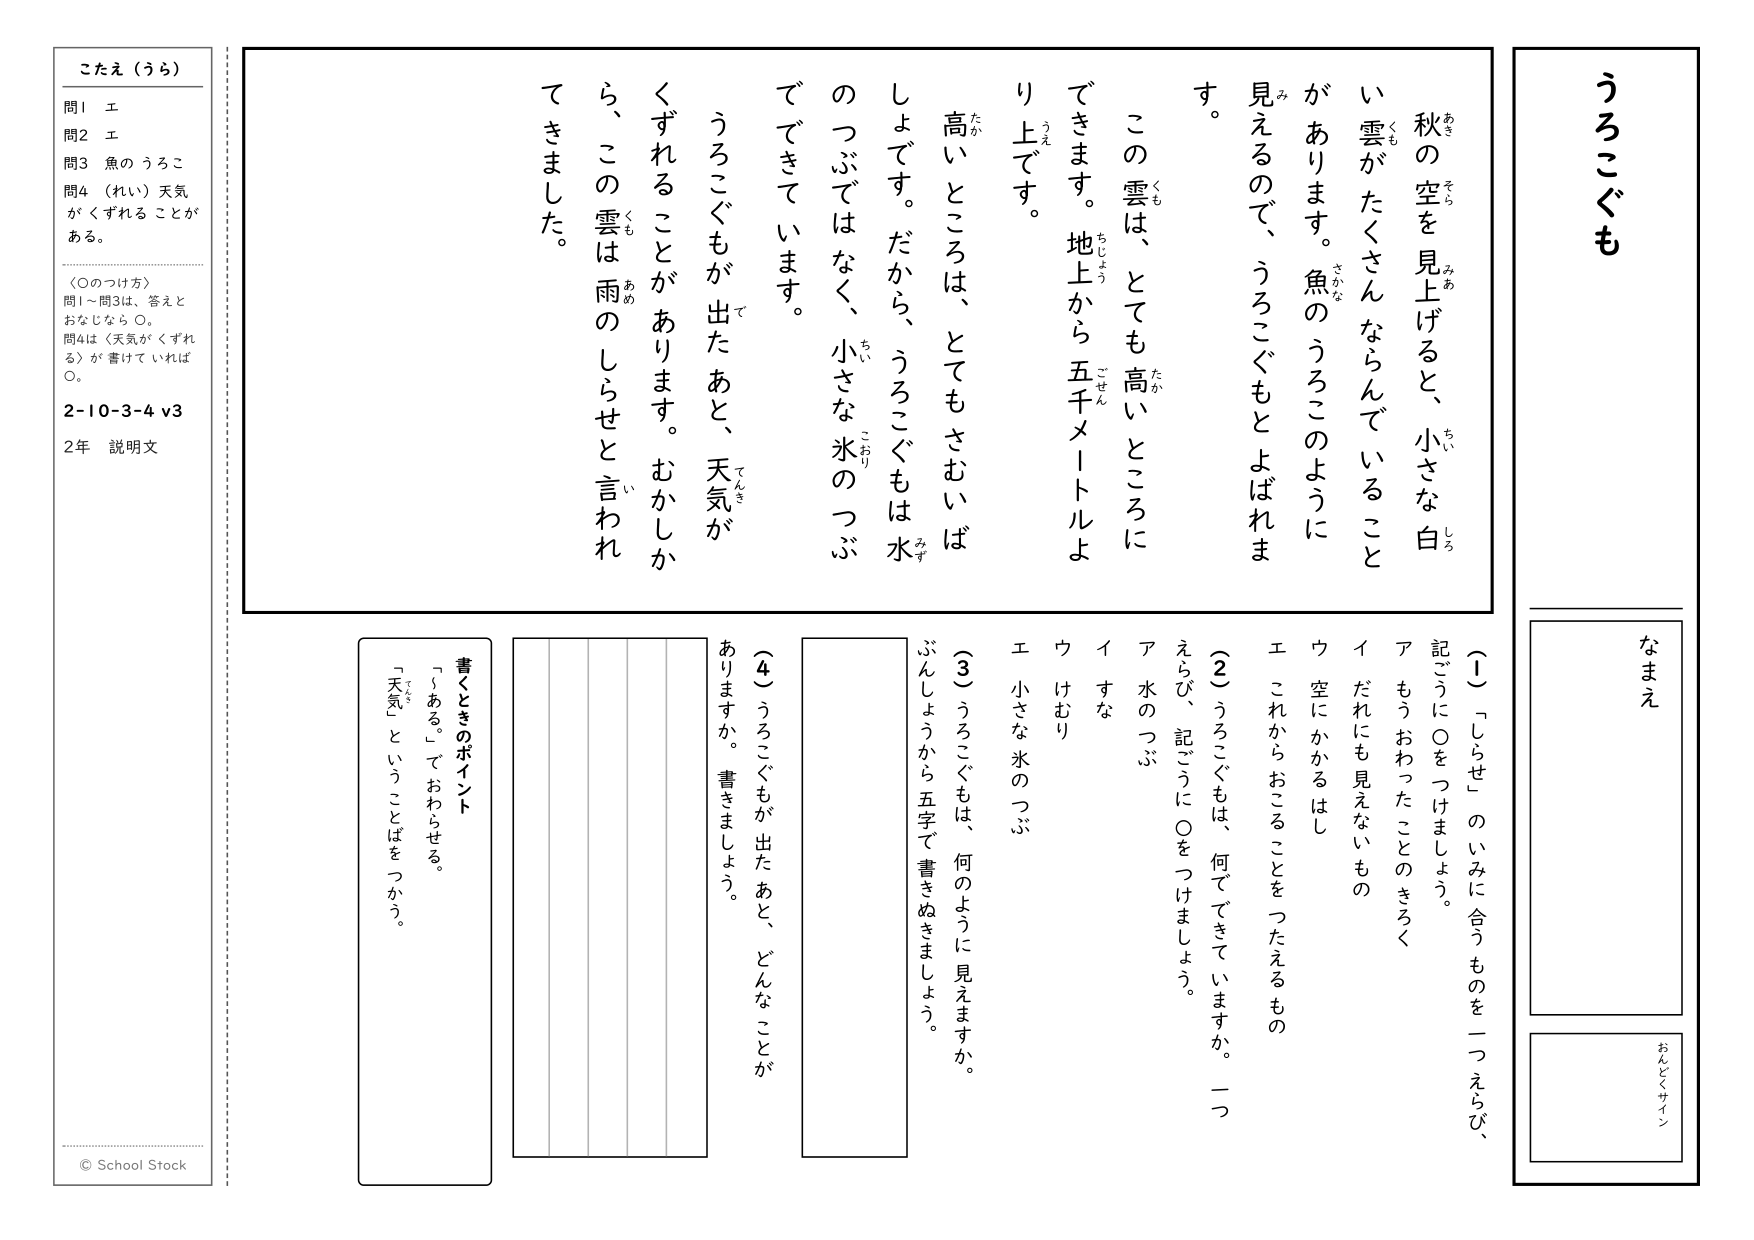 うろこぐも
なまえ
おんどくサイン
秋の 空を 見上げると、 小さな 白
い 雲が たくさん ならんで いる こと
が あります。 魚の うろこのように
見えるので、 うろこぐもと よばれま
す。
この 雲は、 とても 高い ところに
できます。 地上から 五千メートルよ
り 上です。
高い ところは、 とても さむい ば
しょです。 だから、 うろこぐもは 水
の つぶでは なく、 小さな 氷の つぶ
で できて います。
うろこぐもが 出た あと、 天気が
くずれる ことが あります。 むかしか
ら、 この 雲は 雨の しらせと 言われ
て きました。
(1) 「しらせ」 の いみに 合う ものを 一つ えらび、
記ごうに 〇を つけましょう。
ア もう おわった ことの きろく
イ だれにも 見えない もの
ウ 空に かかる はし
エ これから おこる ことを つたえる もの
(2) うろこぐもは、 何で できて いますか。 一つ
えらび、 記ごうに 〇を つけましょう。
ア 水の つぶ
イ すな
ウ けむり
エ 小さな 氷の つぶ
(3) うろこぐもは、 何のように 見えますか。
ぶんしょうから 五字で 書きぬきましょう。
(4) うろこぐもが 出た あと、 どんな ことが
ありますか。 書きましょう。
書くときのポイント
「～ある。」で おわらせる。
「天気」と いう ことばを つかう。
こたえ（うら）
問1 エ
問2 エ
問3 魚の うろこ
問4 （れい）天気
が くずれる ことが
ある。
〈〇のつけ方〉
問1～問3は、答えと
おなじなら 〇。
問4は〈天気が くずれ
る〉が 書けて いれば
〇。
2-10-3-4 v3
2年 説明文
© School Stock